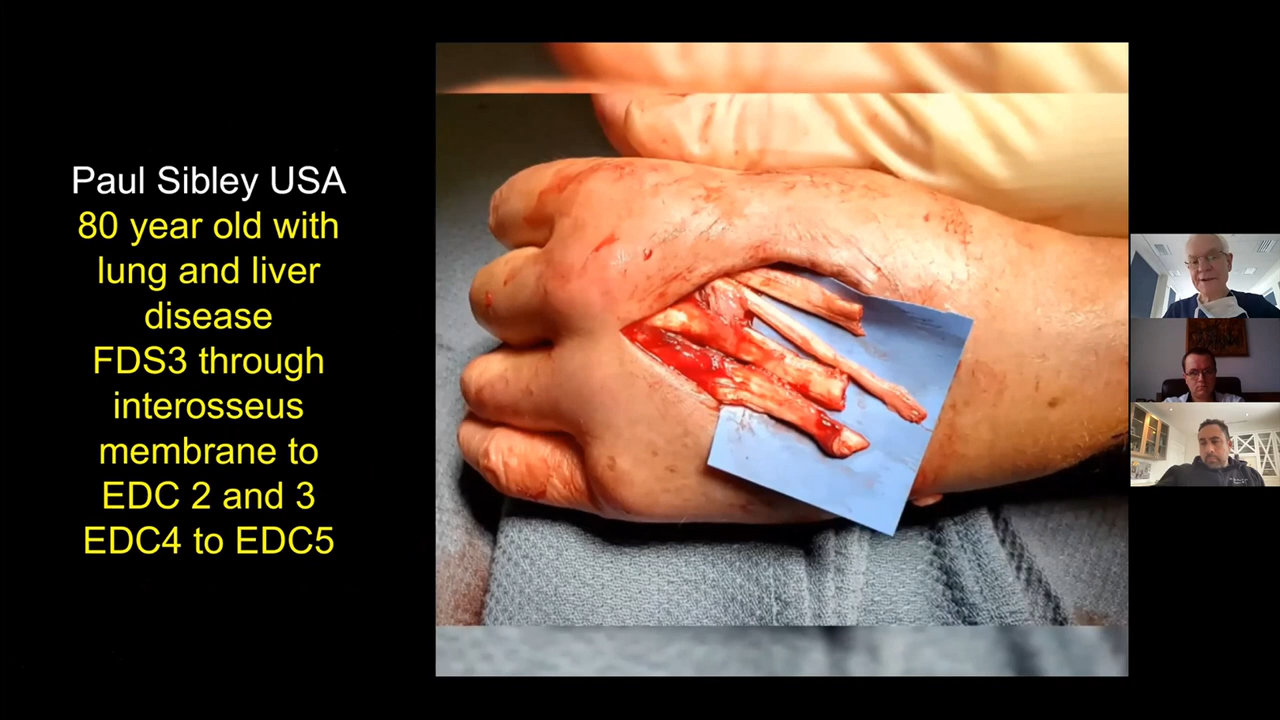 Paul Sibley USA
80 year old with
lung and liver
disease
FDS3 through
interosseus
membrane to
EDC 2 and 3
EDC4 to EDC5